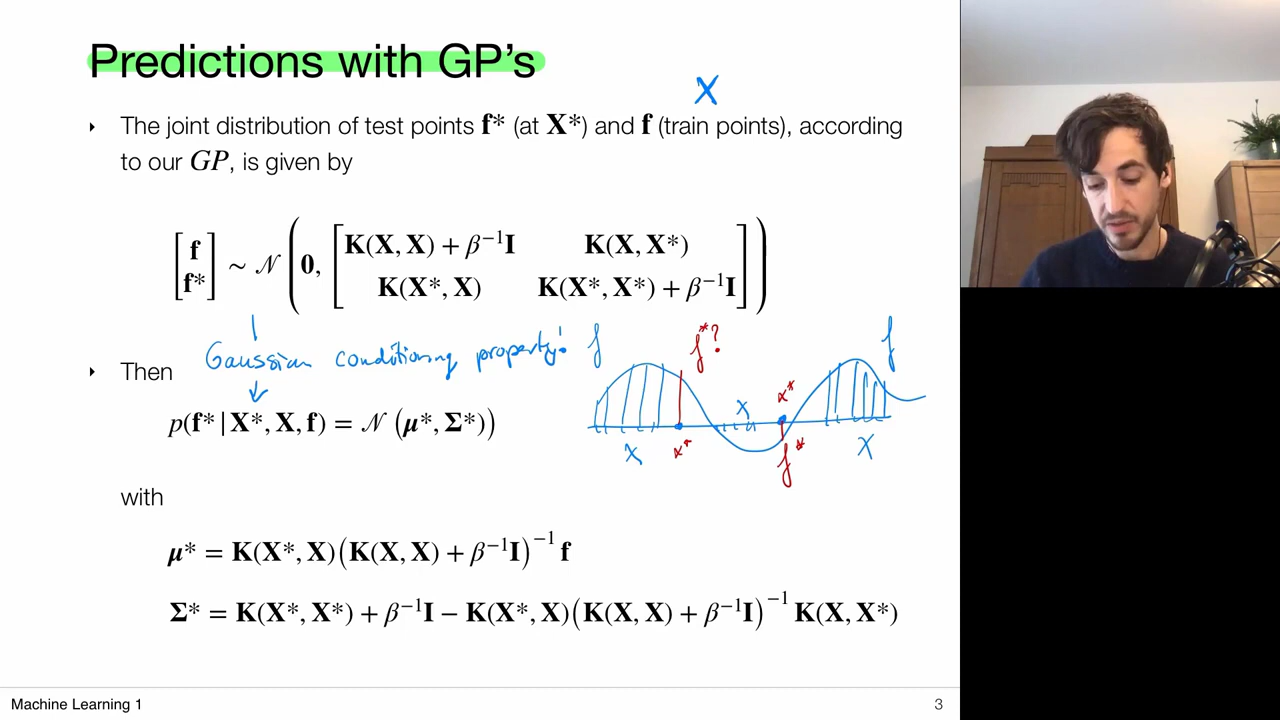 Predictions with GP's
X
‣ The joint distribution of test points f* (at X*) and f (train points), according
to our GP, is given by
[f f*] ∼ 𝒩 (0, [K(X, X) + β⁻¹I K(X, X*)
K(X*, X) K(X*, X*) + β⁻¹I])
Gaussian conditioning property!
f f*? f
‣ Then
p(f* | X*, X, f) = 𝒩 (μ*, Σ*))
x*
X
X x* f* X
with
μ* = K(X*, X)(K(X, X) + β⁻¹I)⁻¹ f
Σ* = K(X*, X*) + β⁻¹I − K(X*, X)(K(X, X) + β⁻¹I)⁻¹ K(X, X*)
Machine Learning 1
3